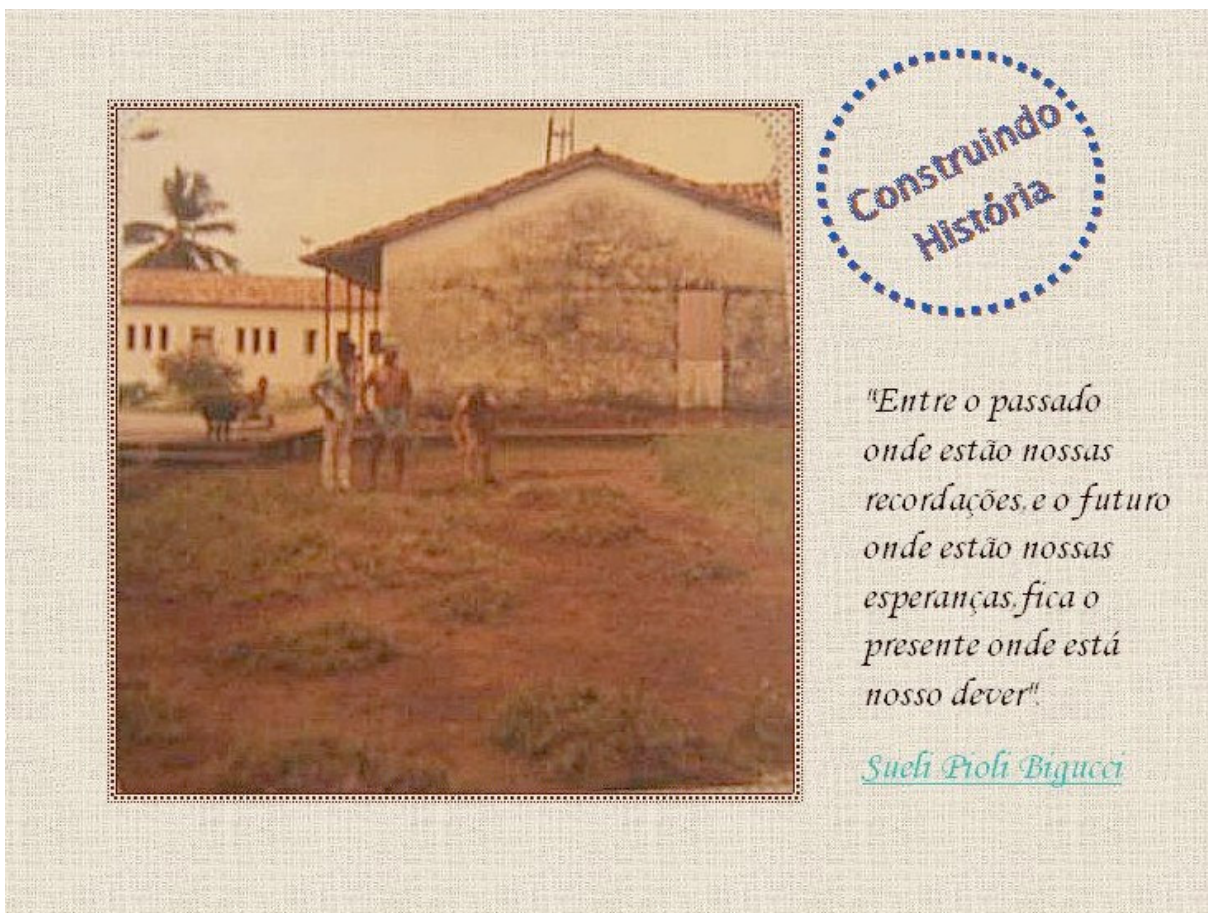 Construindo
História
"Entre o passado
onde estão nossas
recordações, e o futuro
onde estão nossas
esperanças, fica o
presente onde está
nosso dever".
Sueli Pioli Bigucci